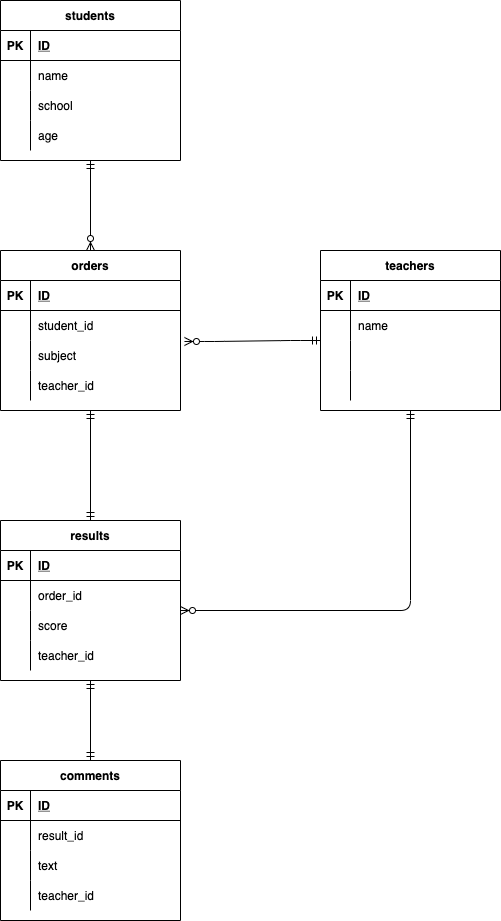 students
PK ID
name
school
age
orders
PK ID
student_id
subject
teacher_id
teachers
PK ID
name
results
PK ID
order_id
score
teacher_id
comments
PK ID
result_id
text
teacher_id